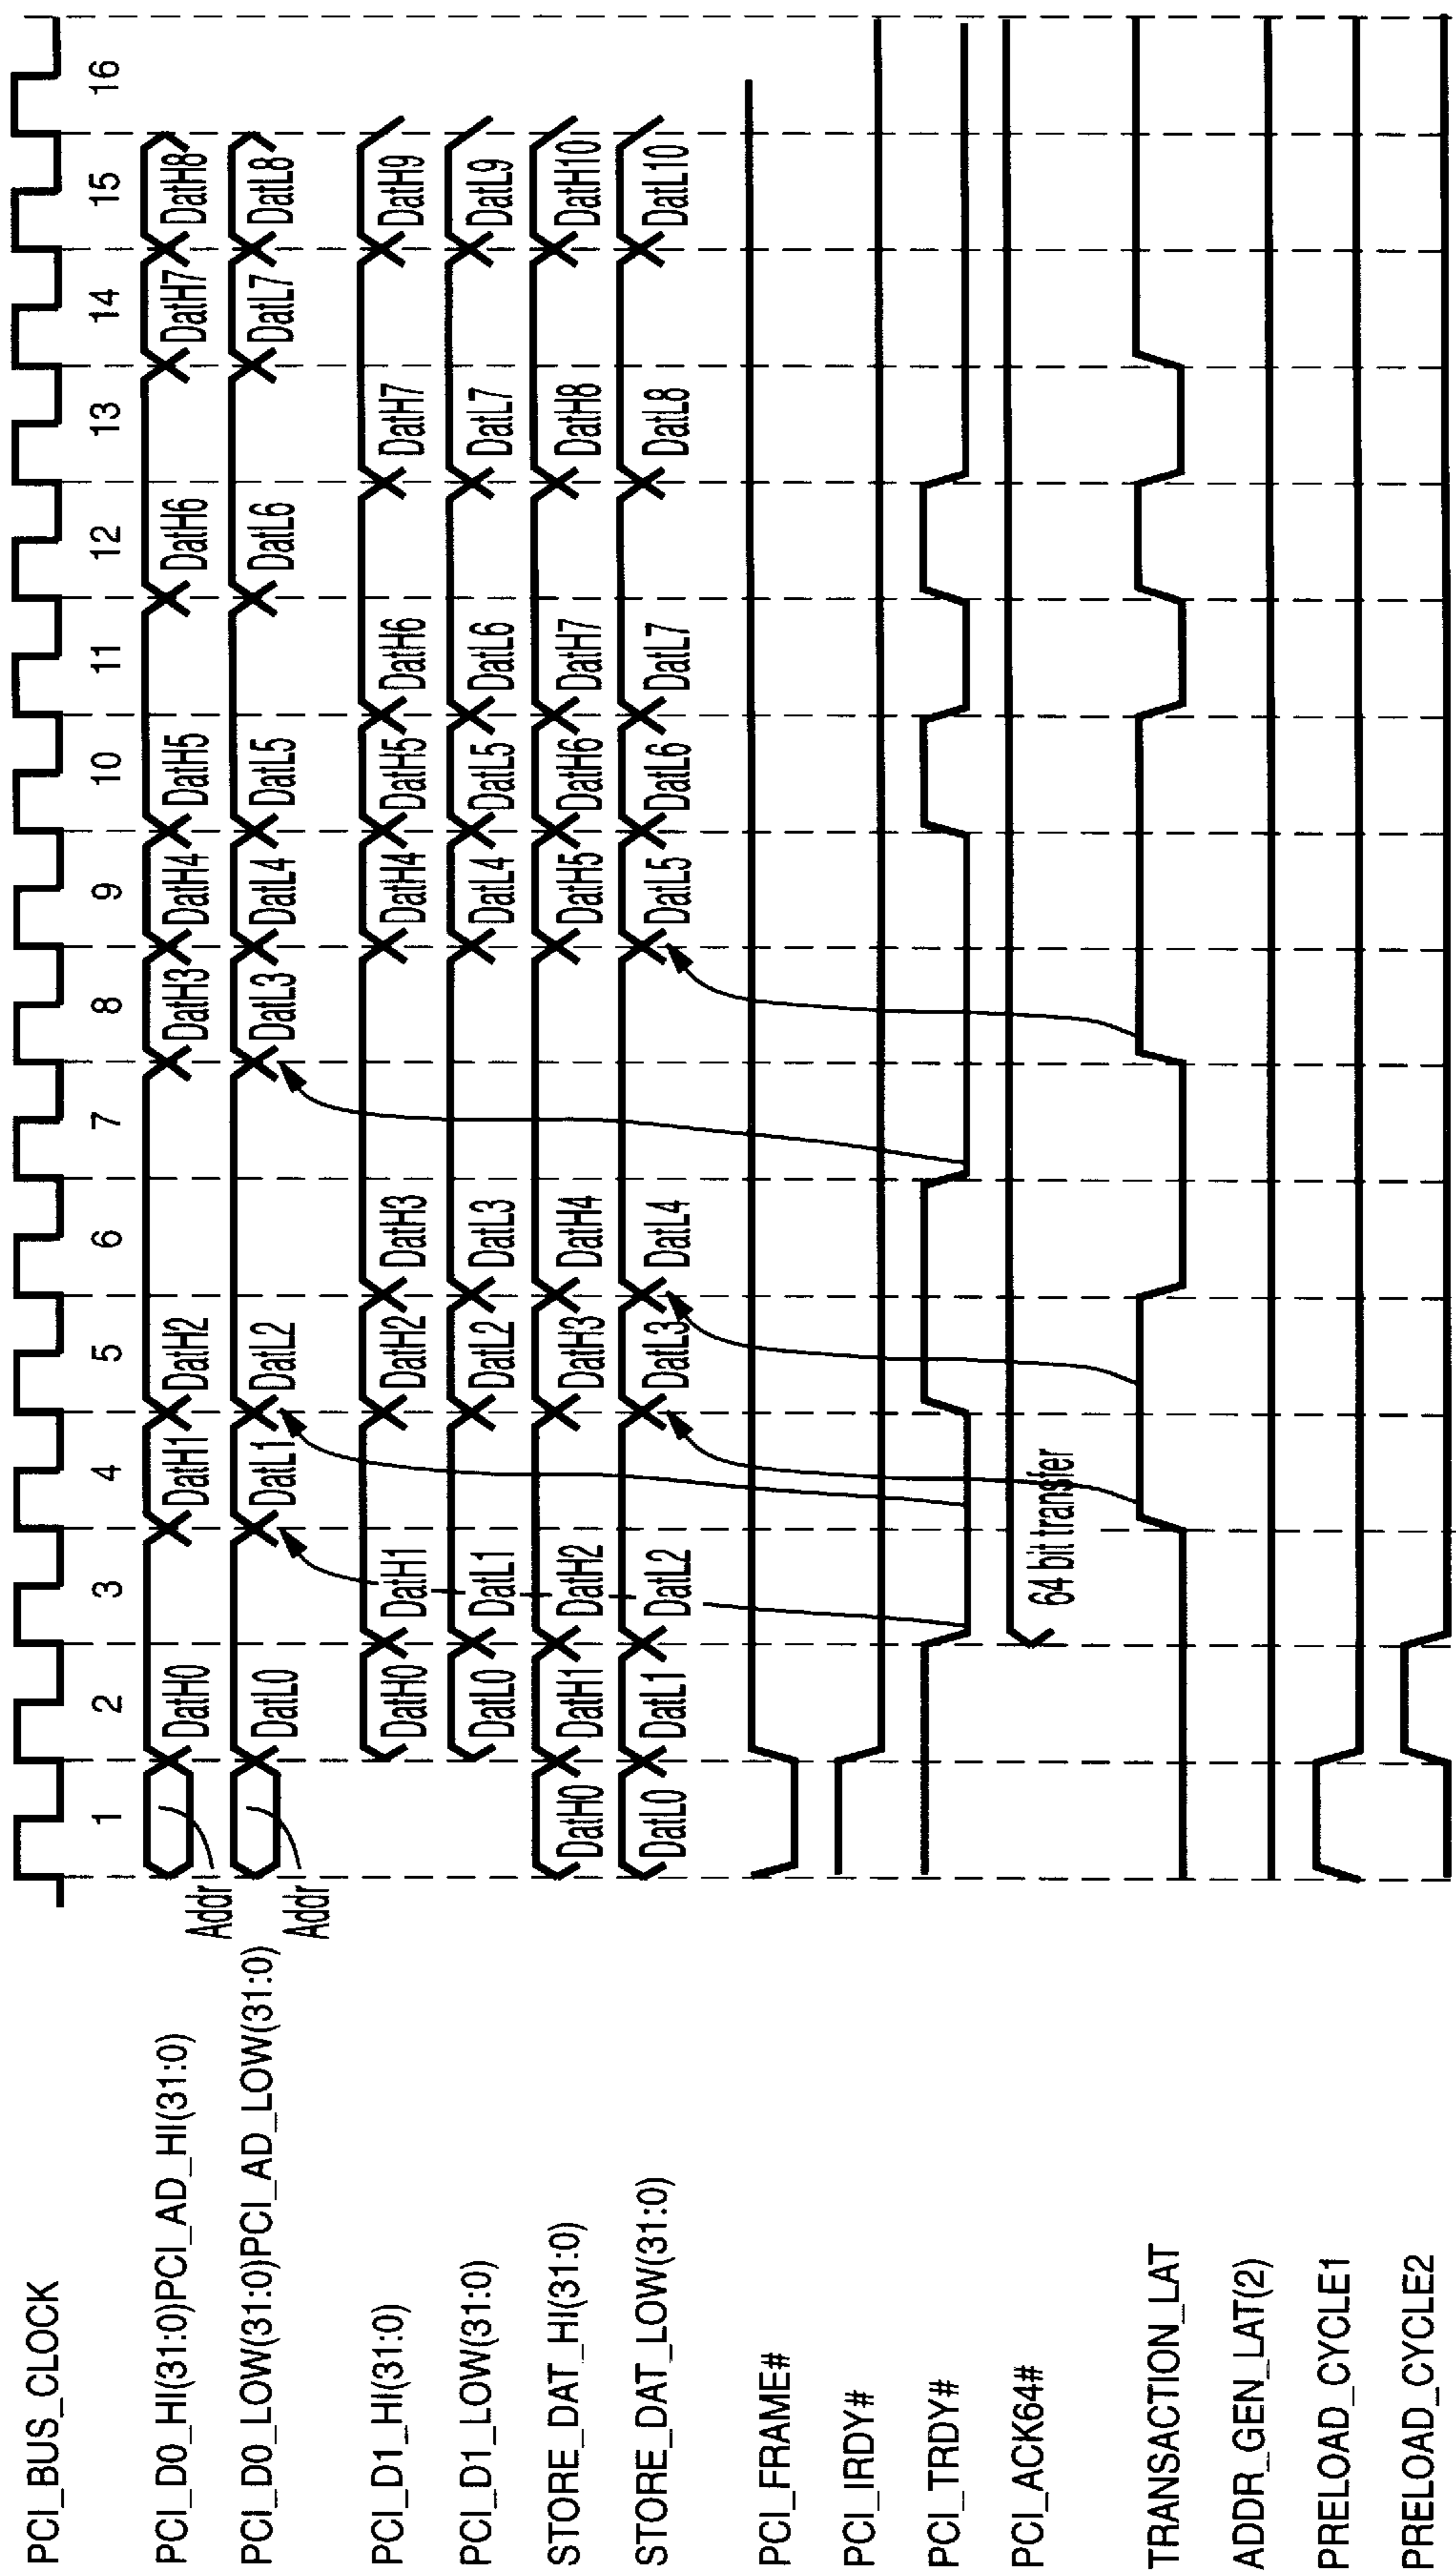 PCI_BUS_CLOCK
1 2 3 4 5 6 7 8 9 10 11 12 13 14 15 16
PCI_D0_HI(31:0)PCI_AD_HI(31:0) Addr DatH0 DatH1 DatH2 DatH3 DatH4 DatH5 DatH6 DatH7 DatH8
PCI_D0_LOW(31:0)PCI_AD_LOW(31:0) Addr DatL0 DatL1 DatL2 DatL3 DatL4 DatL5 DatL6 DatL7 DatL8
PCI_D1_HI(31:0) DatH0 DatH1 DatH2 DatH3 DatH4 DatH5 DatH6 DatH7 DatH9
PCI_D1_LOW(31:0) DatL0 DatL1 DatL2 DatL3 DatL4 DatL5 DatL6 DatL7 DatL9
STORE_DAT_HI(31:0) DatH0 DatH1 DatH2 DatH3 DatH4 DatH5 DatH6 DatH7 DatH8 DatH10
STORE_DAT_LOW(31:0) DatL0 DatL1 DatL2 DatL3 DatL4 DatL5 DatL6 DatL7 DatL8 DatL10
PCI_FRAME#
PCI_IRDY#
PCI_TRDY#
PCI_ACK64# 64 bit transfer
TRANSACTION_LAT
ADDR_GEN_LAT(2)
PRELOAD_CYCLE1
PRELOAD_CYCLE2